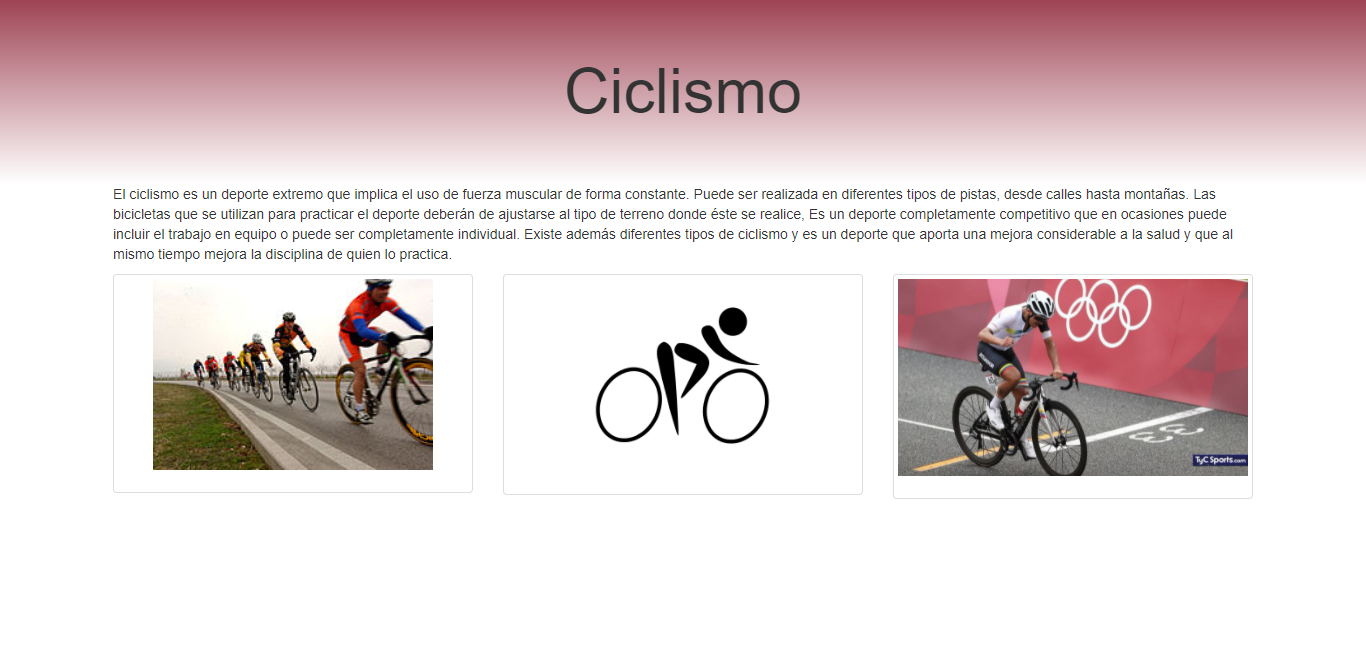 Ciclismo
El ciclismo es un deporte extremo que implica el uso de fuerza muscular de forma constante. Puede ser realizada en diferentes tipos de pistas, desde calles hasta montañas. Las
bicicletas que se utilizan para practicar el deporte deberán de ajustarse al tipo de terreno donde éste se realice, Es un deporte completamente competitivo que en ocasiones puede
incluir el trabajo en equipo o puede ser completamente individual. Existe además diferentes tipos de ciclismo y es un deporte que aporta una mejora considerable a la salud y que al
mismo tiempo mejora la disciplina de quien lo practica.
TyC Sports.com